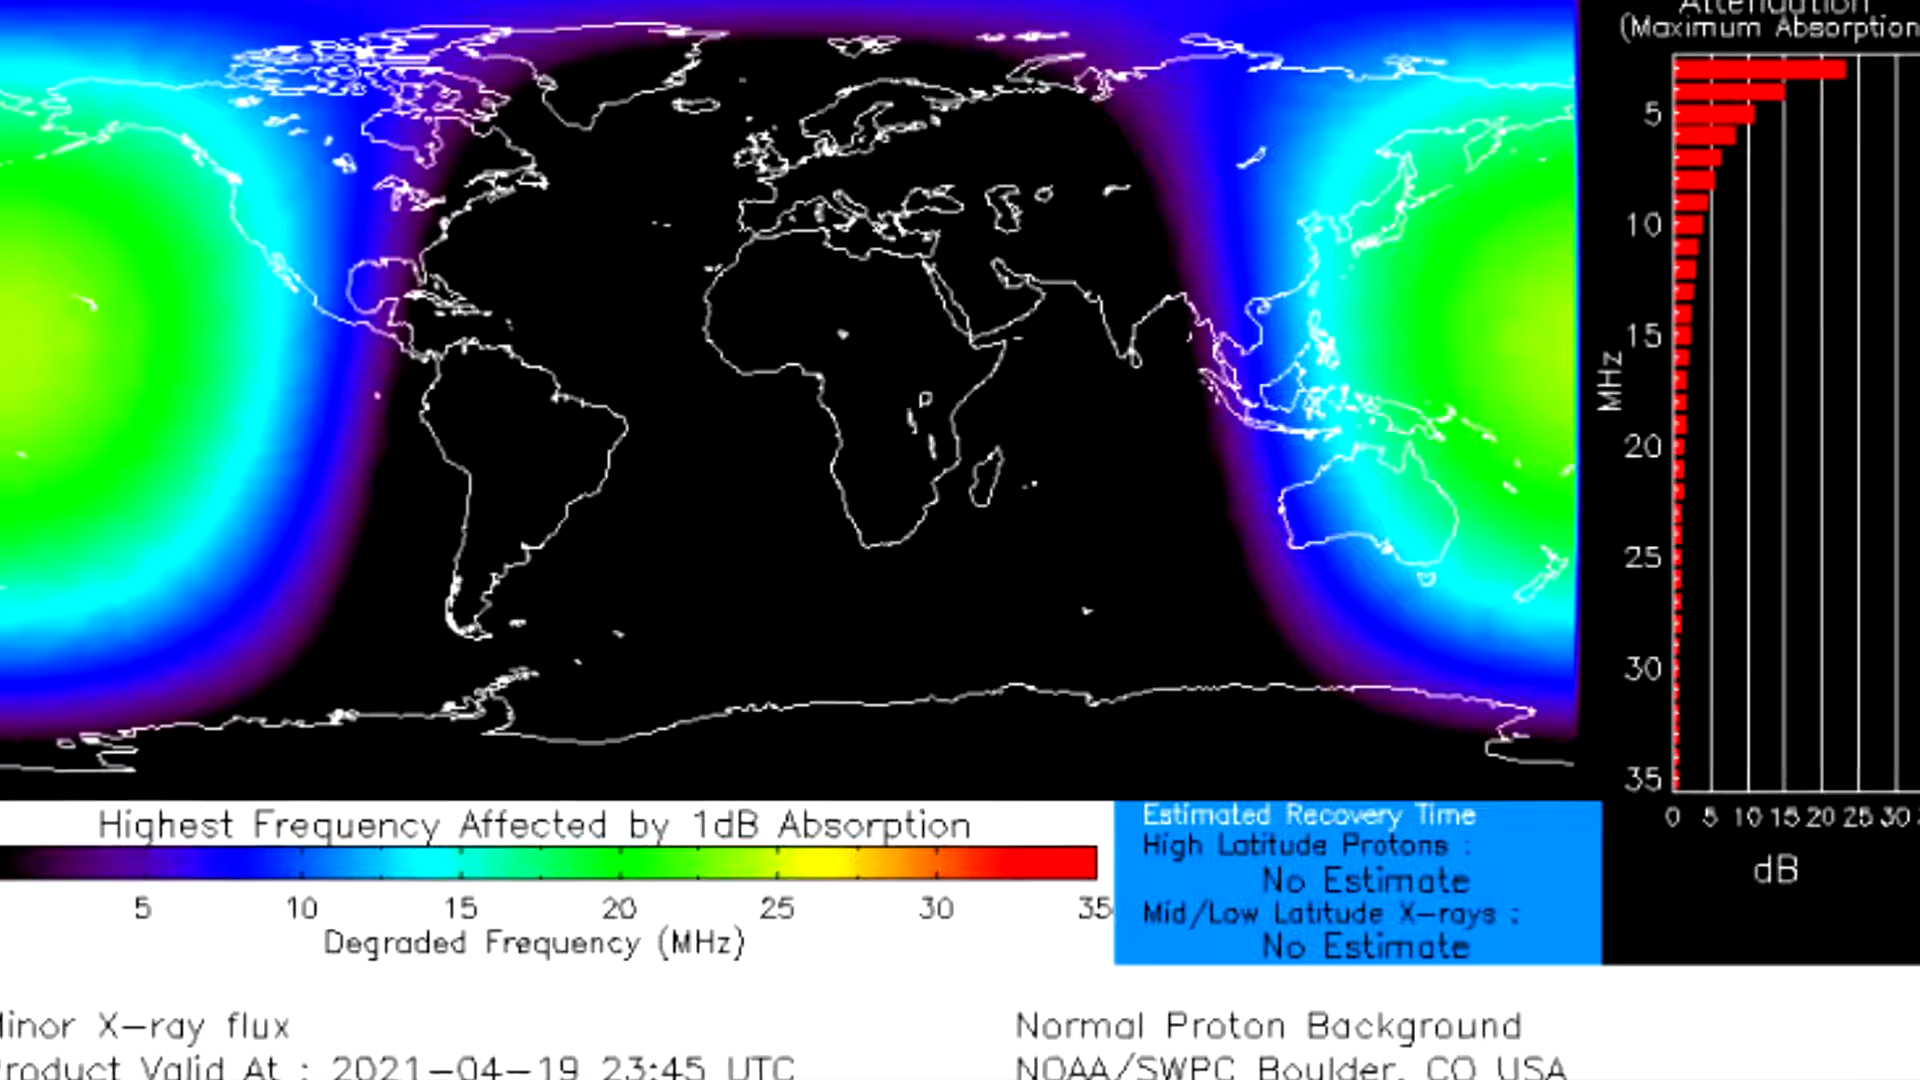 Attenuation
(Maximum Absorption
5
10
15
20
25
30
35
MHz
0 5 10 15 20 25 30
dB
Highest Frequency Affected by 1dB Absorption
5 10 15 20 25 30 35
Degraded Frequency (MHz)
Estimated Recovery Time
High Latitude Protons :
No Estimate
Mid/Low Latitude X-rays :
No Estimate
inor X-ray flux
Normal Proton Background
roduct Valid At : 2021-04-19 23:45 UTC
NOAA/SWPC Boulder, CO USA